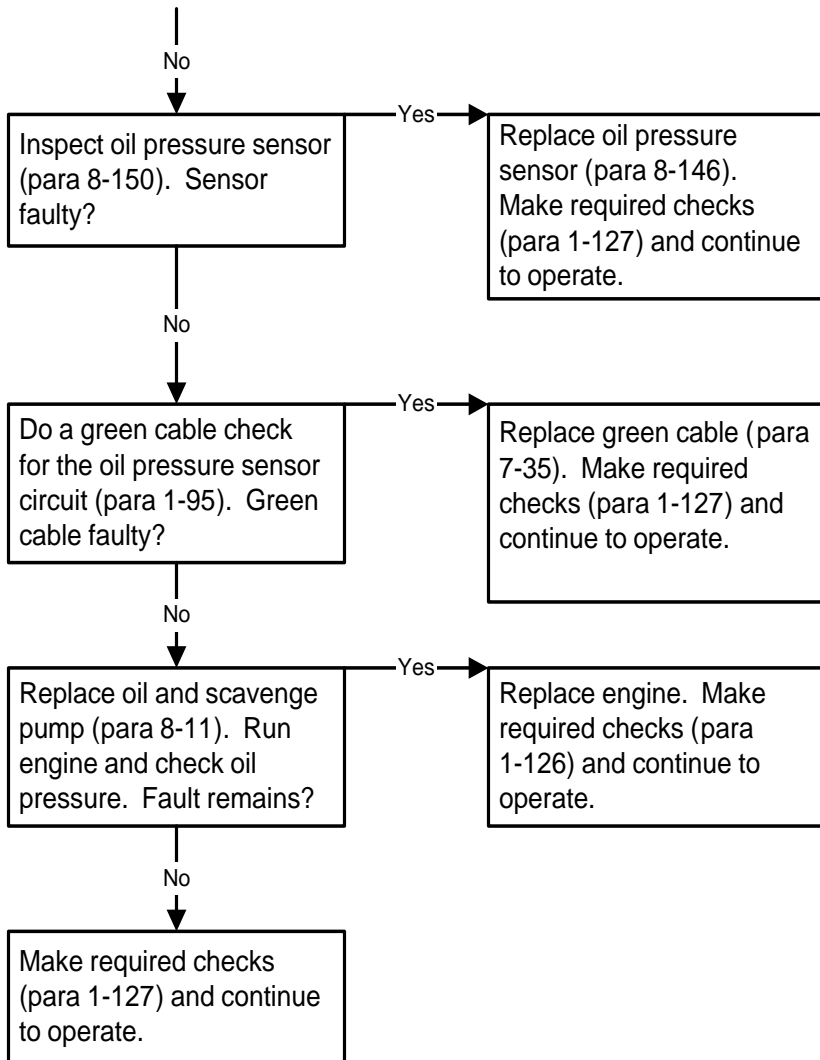 No
Inspect oil pressure sensor
(para 8-150).  Sensor
faulty?
Yes
Replace oil pressure
sensor (para 8-146).
Make required checks
(para 1-127) and continue
to operate.
No
Do a green cable check
for the oil pressure sensor
circuit (para 1-95).  Green
cable faulty?
Yes
Replace green cable (para
7-35).  Make required
checks (para 1-127) and
continue to operate.
No
Replace oil and scavenge
pump (para 8-11).  Run
engine and check oil
pressure.  Fault remains?
Yes
Replace engine.  Make
required checks (para
1-126) and continue to
operate.
No
Make required checks
(para 1-127) and continue
to operate.